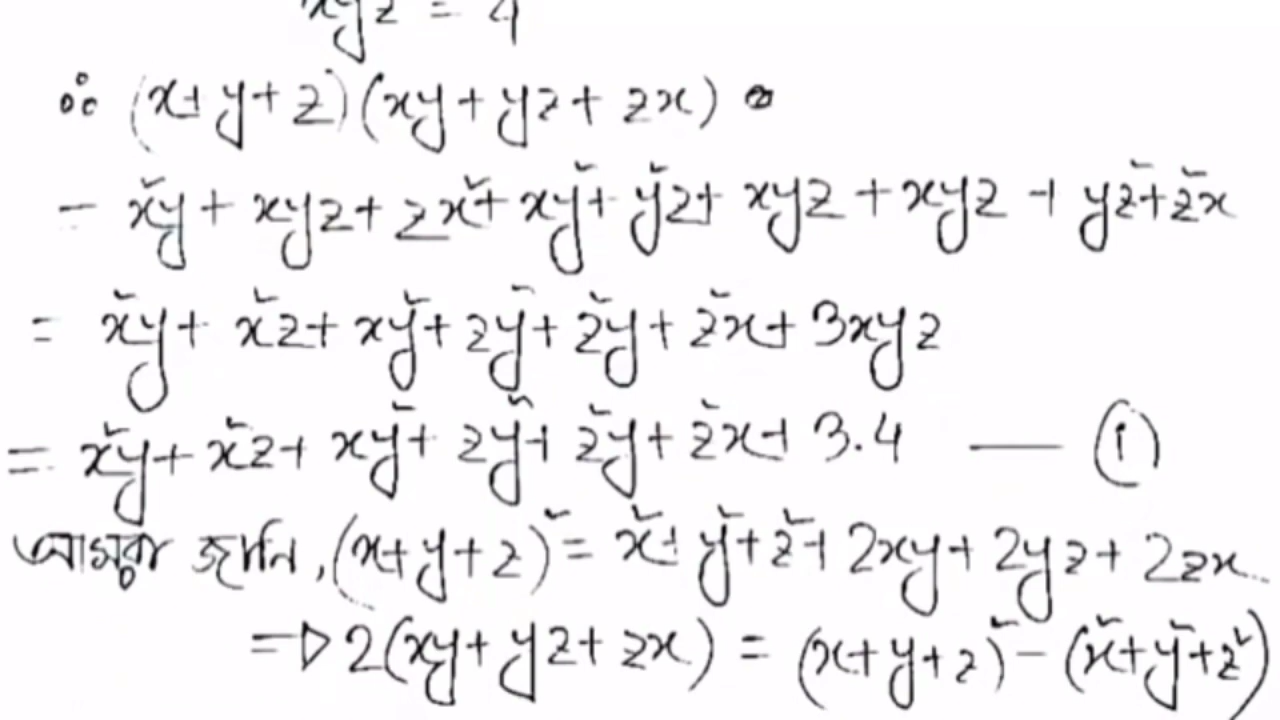 xyz = 4
∴ (x+y+z)(xy+yz+zx) =
= x²y + xyz + zx² + xy² + y²z + xyz + xyz + yz² + z²x
= x²y + x²z + xy² + zy² + z²y + z²x + 3xyz
= x²y + x²z + xy² + zy² + z²y + z²x + 3.4 — (1)
আমরা জানি, (x+y+z)² = x² + y² + z² + 2xy + 2yz + 2zx
=> 2(xy+yz+zx) = (x+y+z)² - (x²+y²+z²)